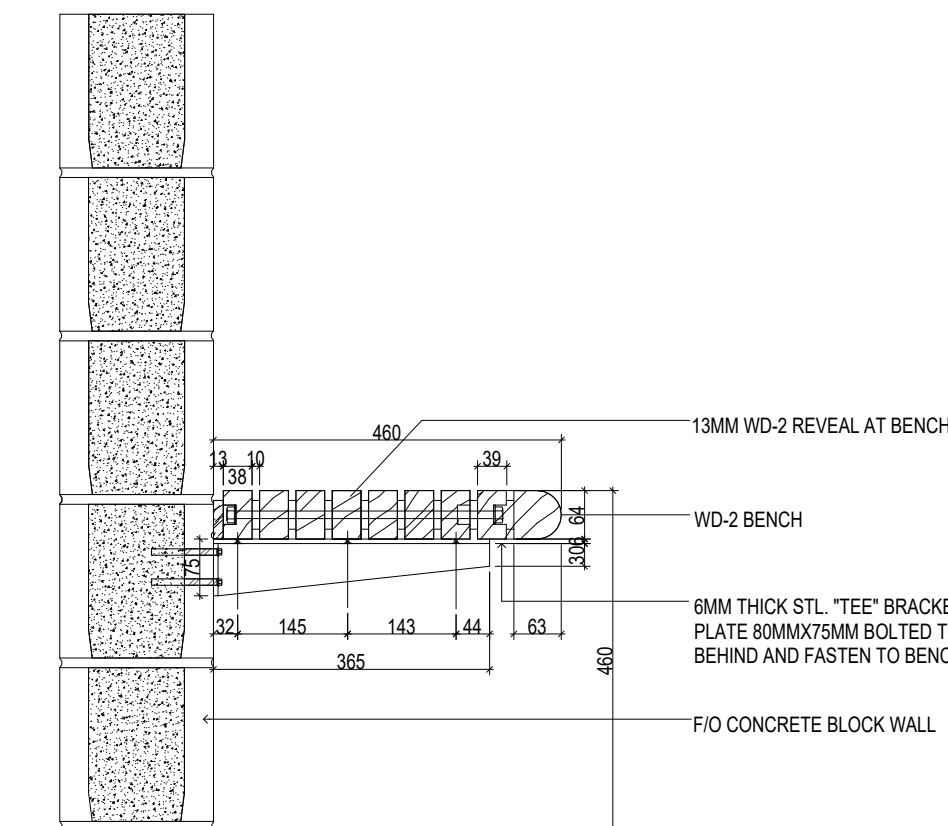 13MM WD-2 REVEAL AT BENCH
460
13 10 39
38
WD-2 BENCH
64
306
75
6MM THICK STL. "TEE" BRACKE
PLATE 80MMX75MM BOLTED T
BEHIND AND FASTEN TO BENC
32 145 143 44 63
365
460
F/O CONCRETE BLOCK WALL